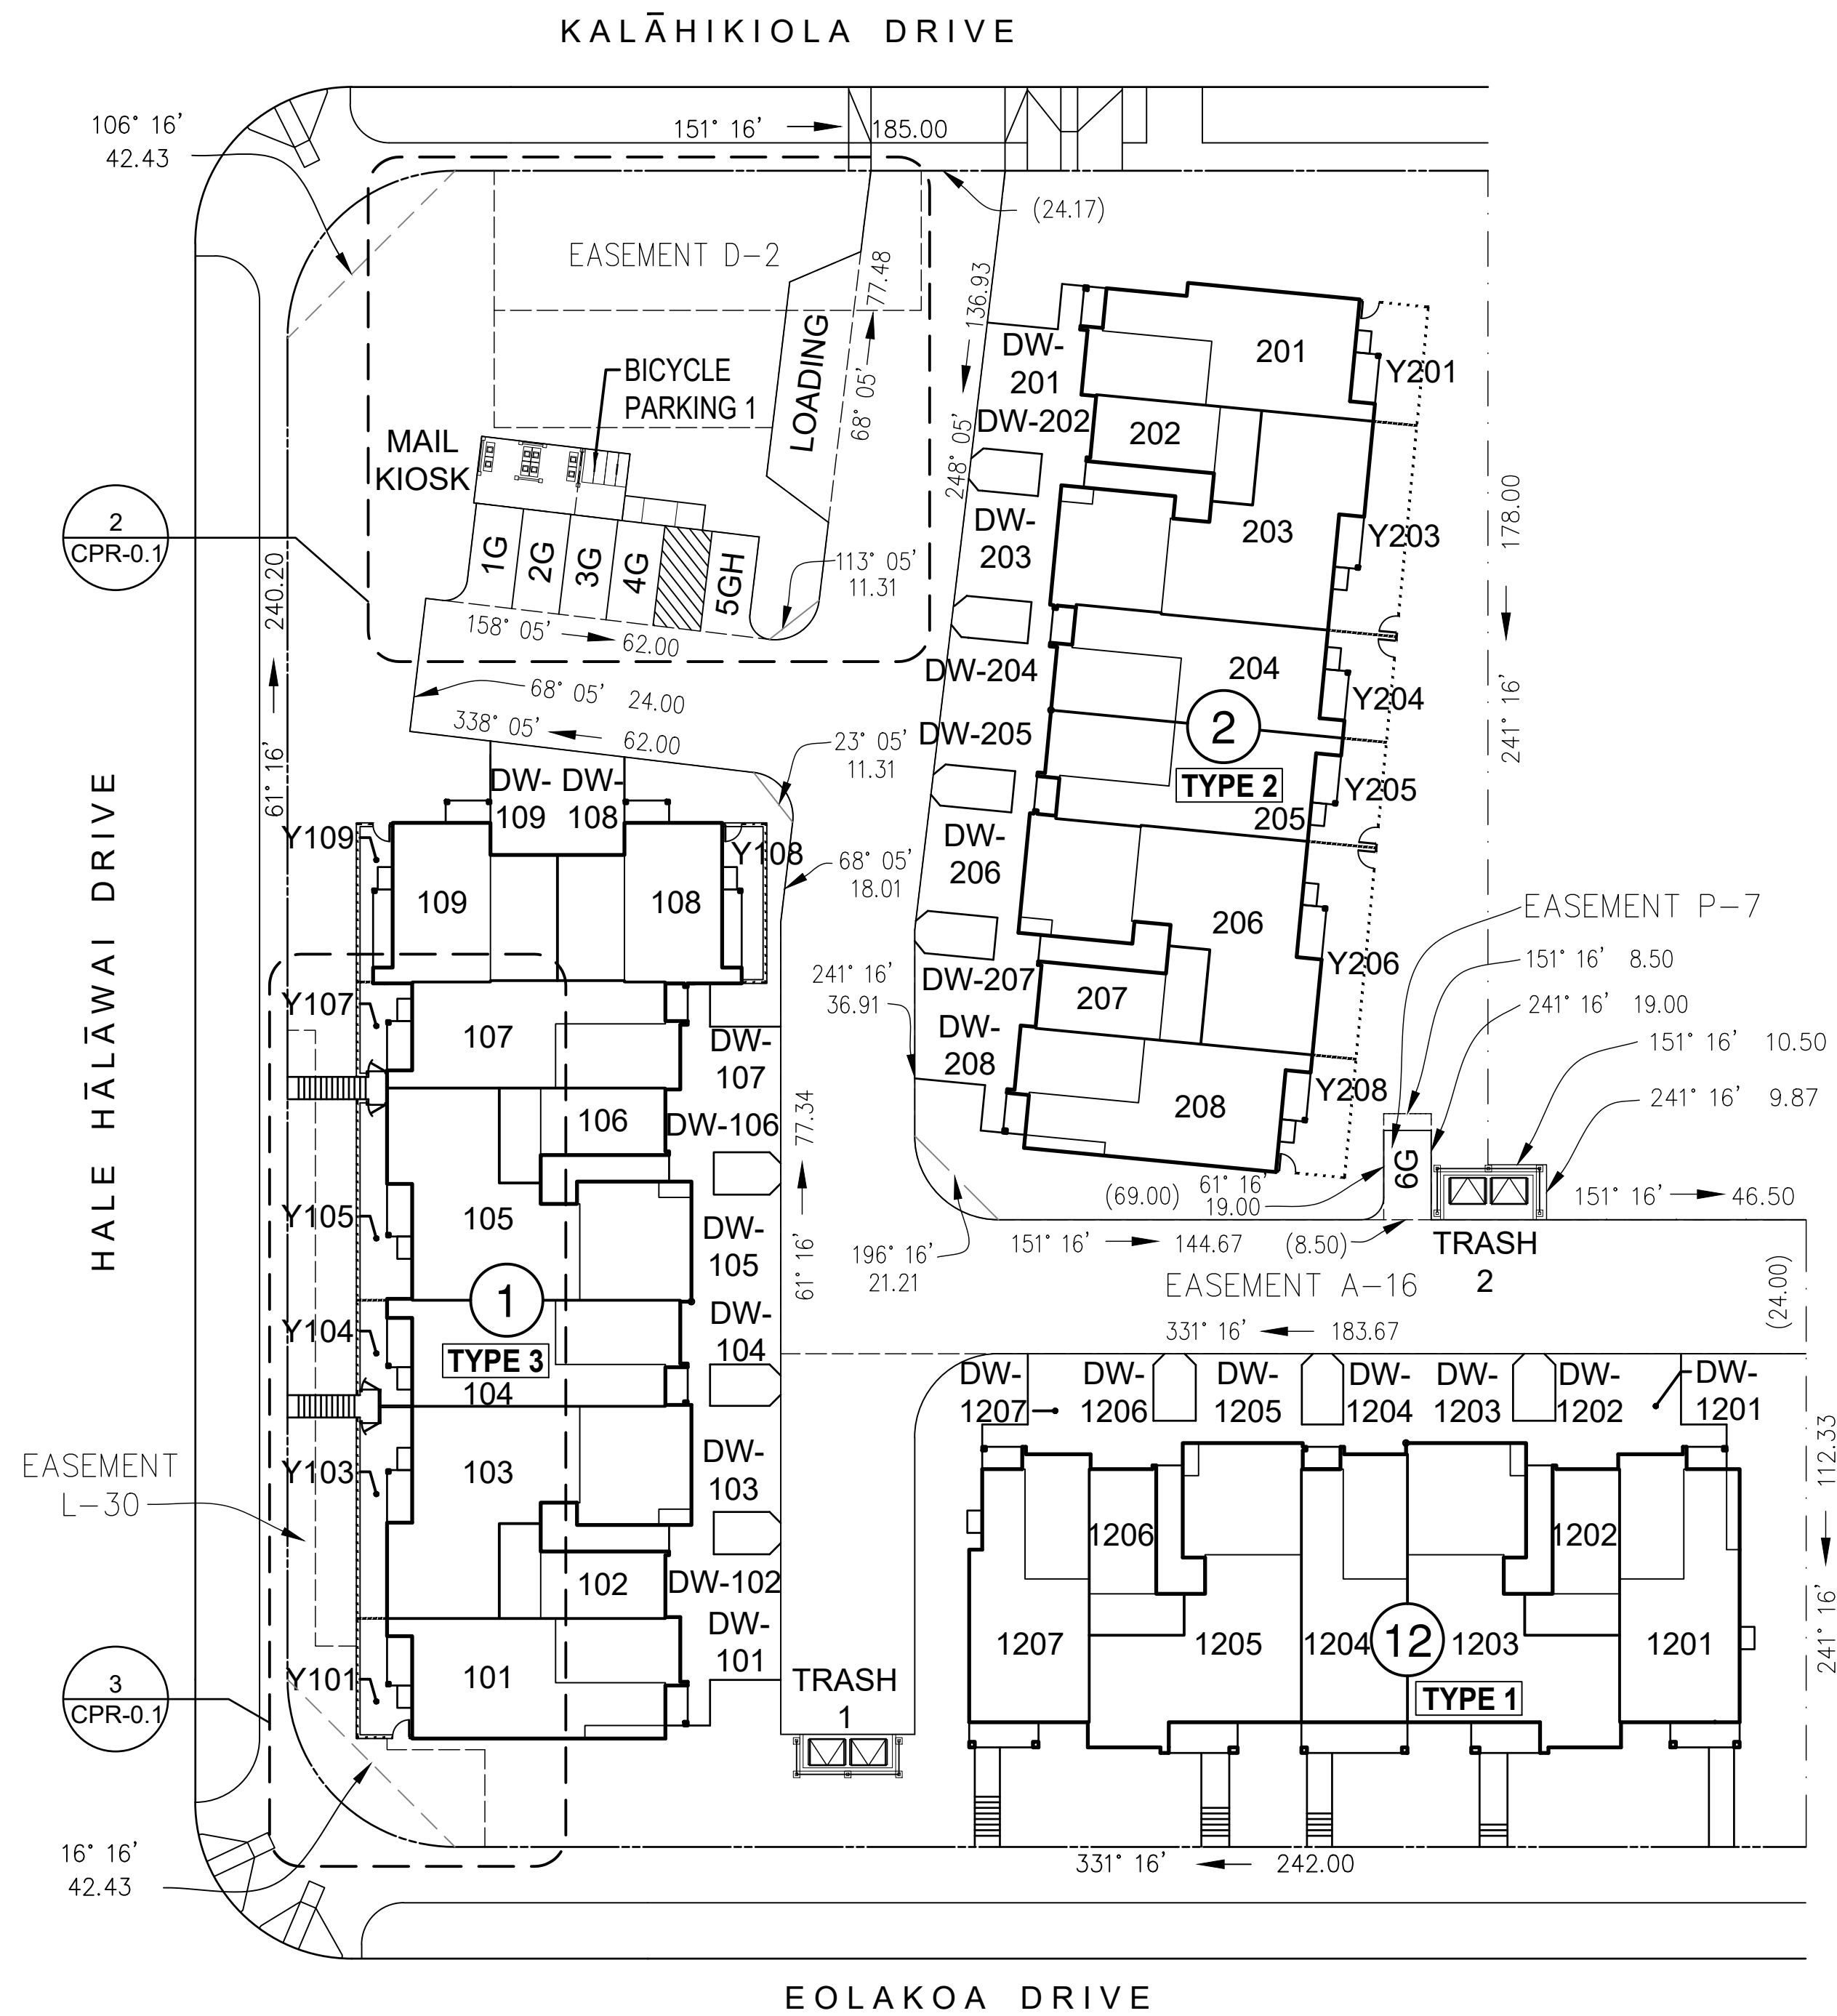 KALĀHIKIOLA DRIVE
106° 16'
42.43
151° 16'
185.00
(24.17)
EASEMENT D-2
77.48
68° 05'
136.93
248° 05'
LOADING
BICYCLE
PARKING 1
MAIL
KIOSK
2
CPR-0.1
1G
2G
3G
4G
5GH
113° 05'
11.31
158° 05'
62.00
68° 05' 24.00
338° 05'
62.00
23° 05'
11.31
68° 05'
18.01
240.20
61° 16'
HALE HĀLĀWAI DRIVE
DW-
201
DW-202
DW-
203
DW-204
DW-205
DW-
206
DW-207
DW-
208
201
202
203
204
2
TYPE 2
205
206
207
208
Y201
Y203
Y204
Y205
Y206
Y208
178.00
241° 16'
EASEMENT P-7
151° 16' 8.50
241° 16' 19.00
151° 16' 10.50
241° 16' 9.87
241° 16'
36.91
DW-
109
DW-
108
Y109
Y108
109
108
Y107
107
DW-
107
106
DW-106
Y105
105
DW-
105
1
TYPE 3
Y104
104
DW-
104
Y103
103
DW-
103
102
DW-102
Y101
101
DW-
101
77.34
61° 16'
EASEMENT
L-30
3
CPR-0.1
16° 16'
42.43
TRASH
1
196° 16'
21.21
(69.00)
61° 16'
19.00
6G
151° 16'
46.50
151° 16'
144.67
(8.50)
TRASH
2
EASEMENT A-16
(24.00)
331° 16'
183.67
DW-
1207
DW-
1206
DW-
1205
DW-
1204
DW-
1203
DW-
1202
DW-
1201
112.33
241° 16'
1206
1202
1207
1205
1204
12
1203
1201
TYPE 1
331° 16'
242.00
EOLAKOA DRIVE